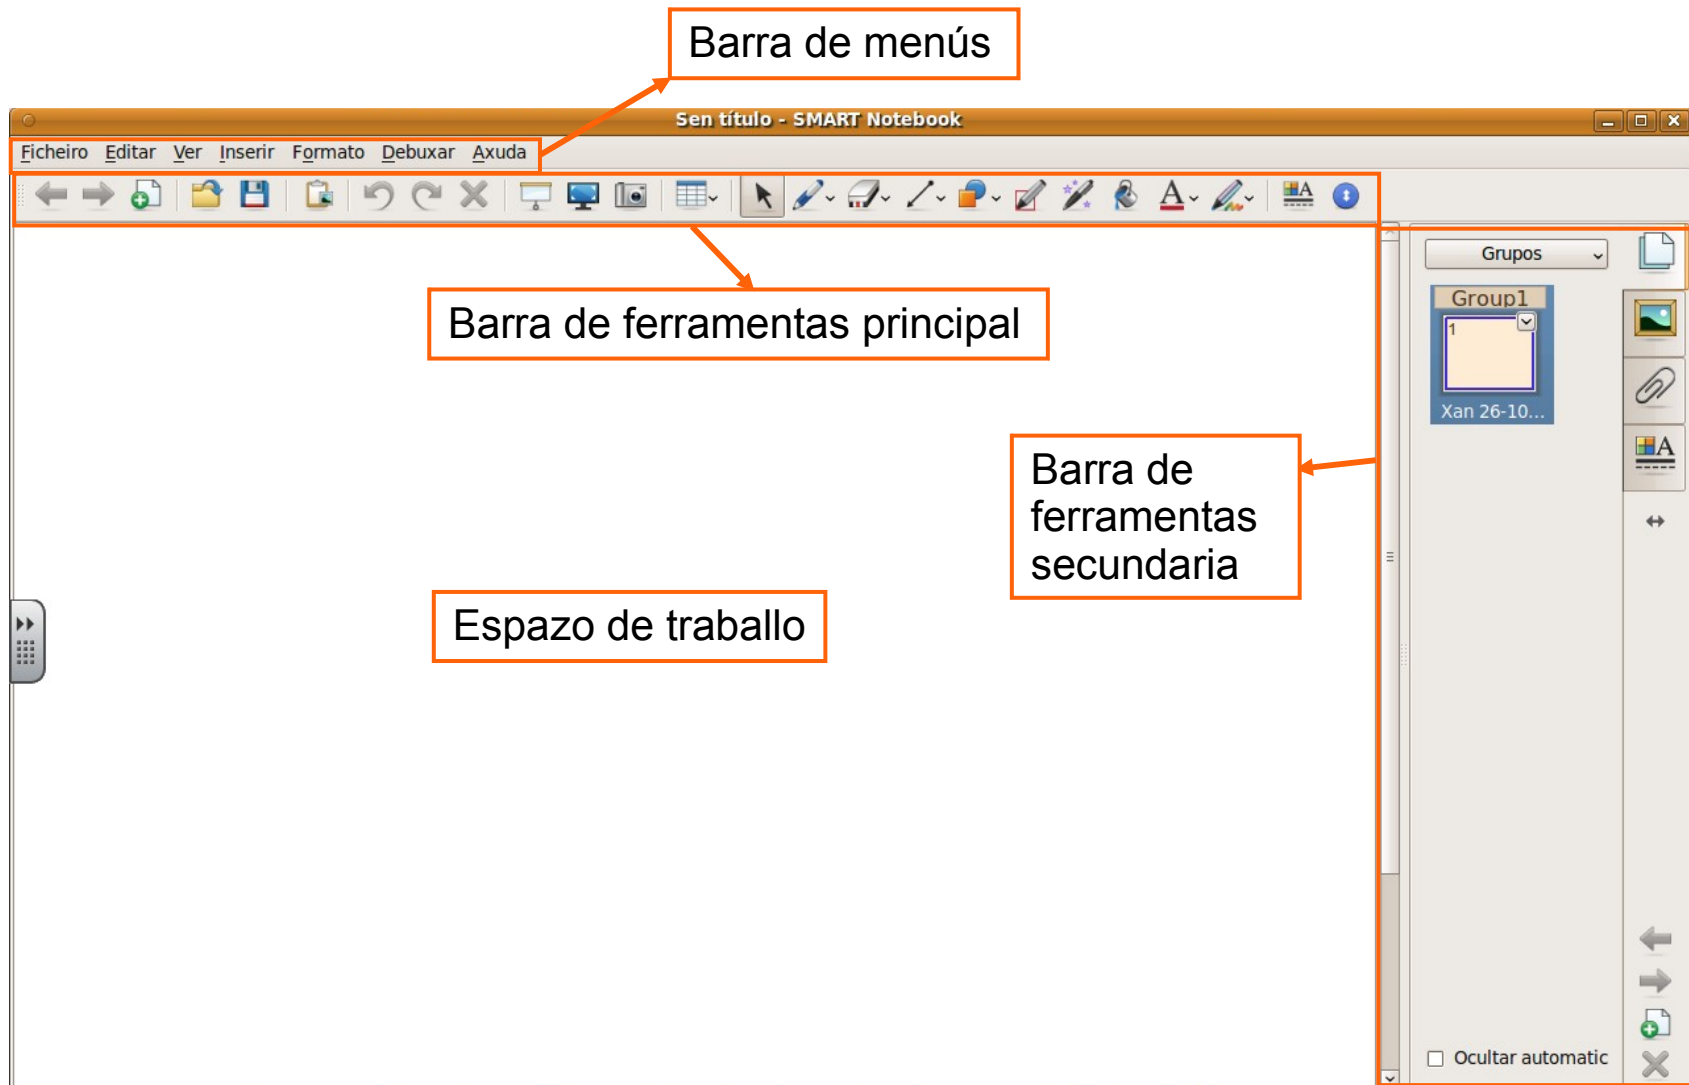 Barra de menús
Sen título - SMART Notebook
Ficheiro Editar Ver Inserir Formato Debuxar Axuda
A
A
Grupos
Group1
1
Barra de ferramentas principal
Xan 26-10...
A
Barra de
ferramentas
secundaria
Espazo de traballo
Ocultar automatic